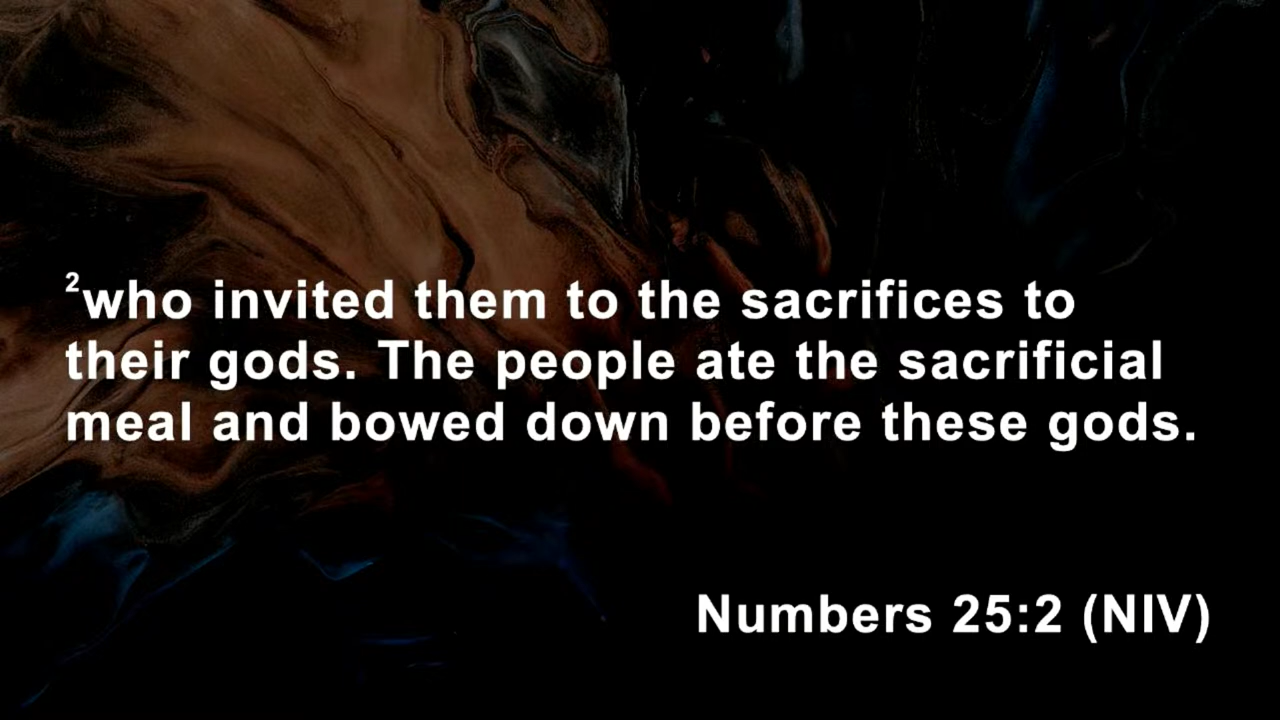 ²who invited them to the sacrifices to
their gods. The people ate the sacrificial
meal and bowed down before these gods.
Numbers 25:2 (NIV)